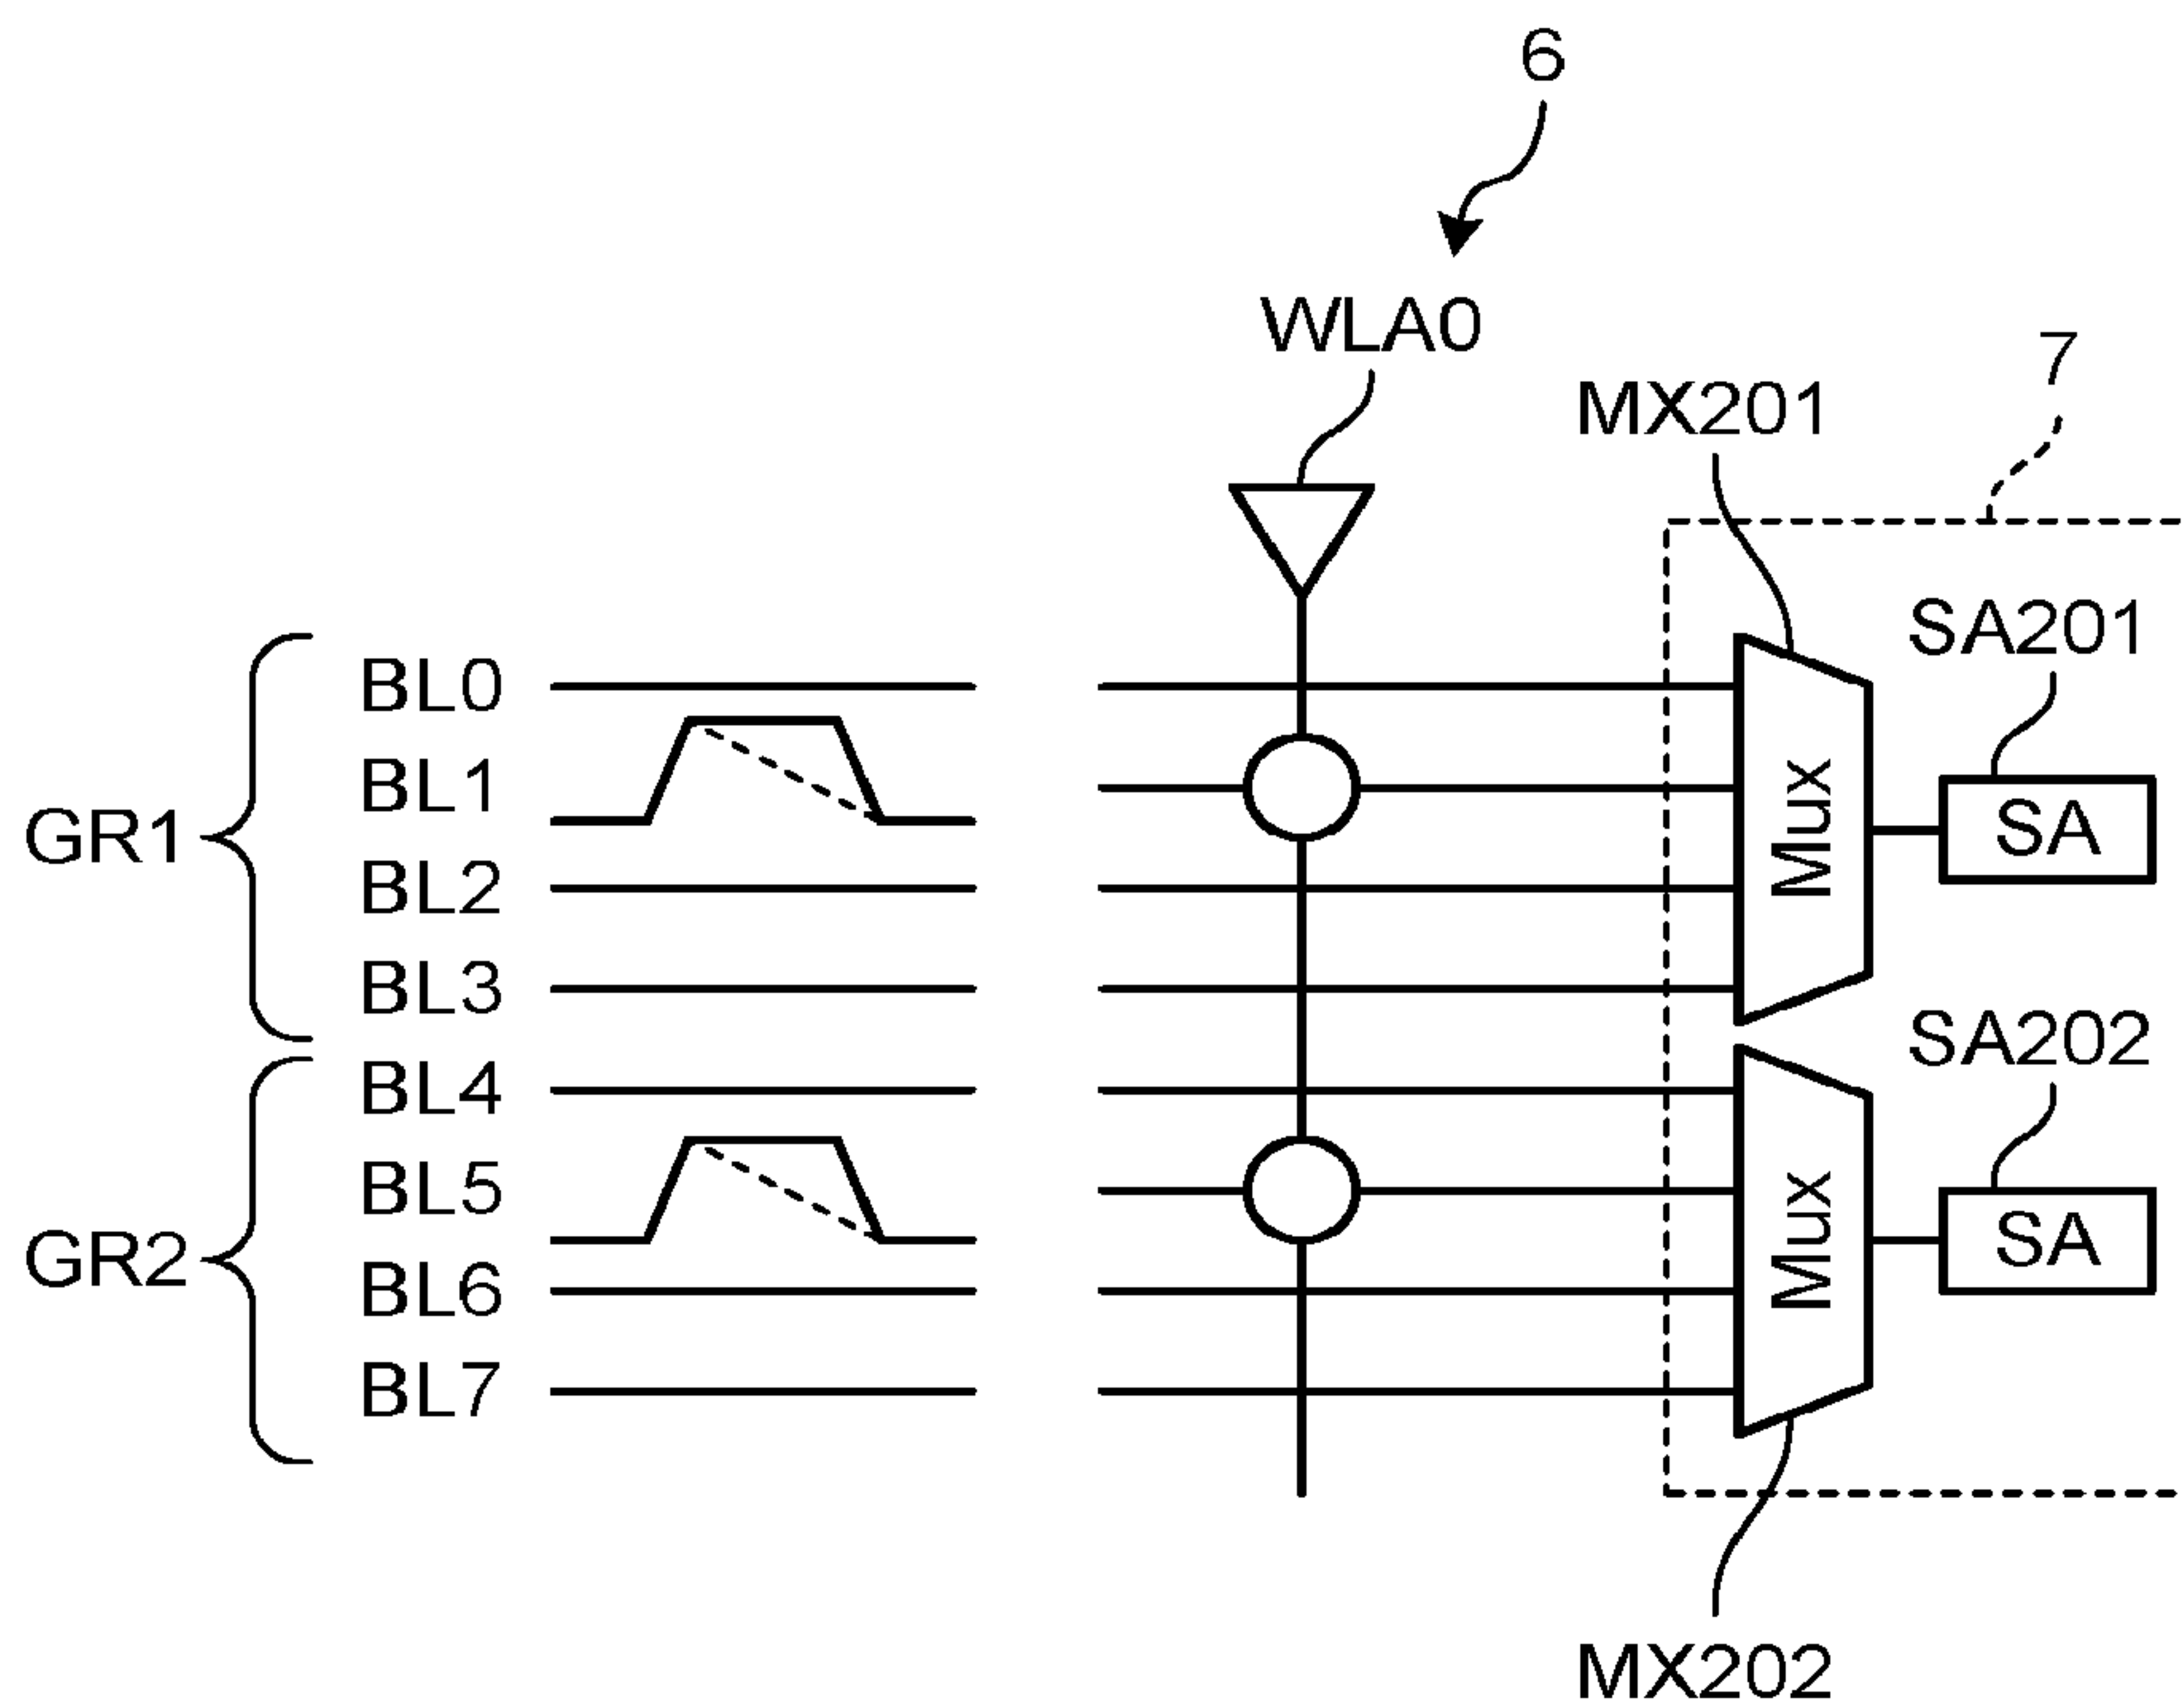 6
WLA0
7
MX201
SA201
BL0
BL1
GR1
Mux
SA
BL2
BL3
SA202
BL4
BL5
GR2
Mux
SA
BL6
BL7
MX202